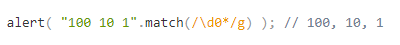 alert( "100 10 1".match(/\d0*/g) ); // 100, 10, 1